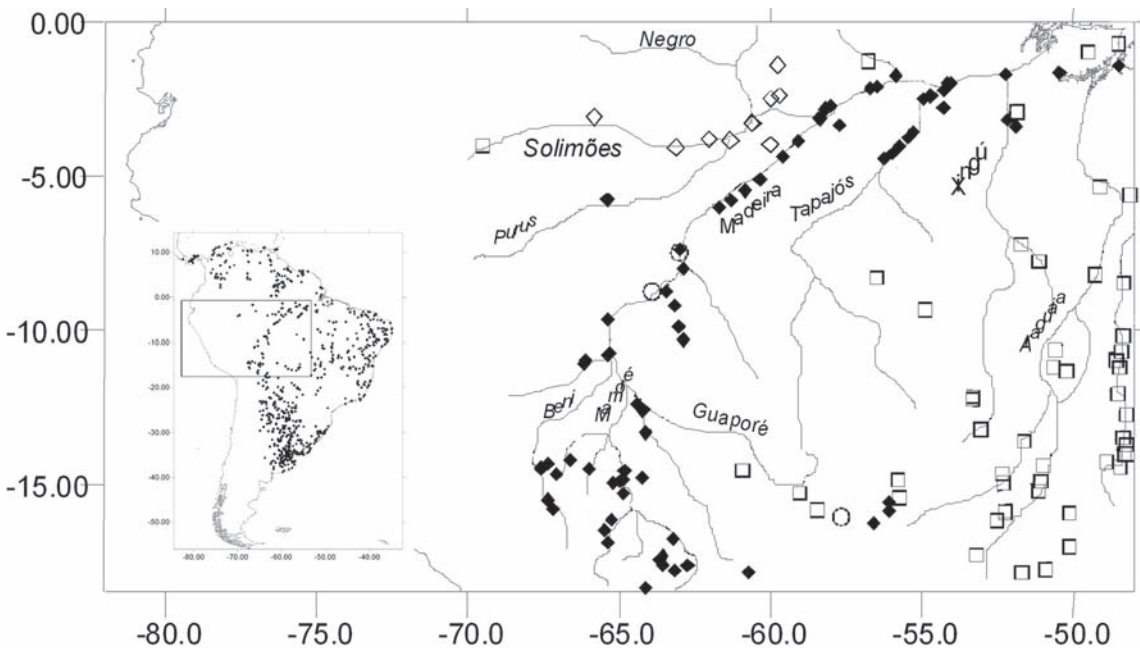 0.00
-5.00
-10.00
-15.00
-80.0
-75.0
-70.0
-65.0
-60.0
-55.0
-50.0
Negro
Solimões
Purus
Madeira
Tapajós
Xingú
Araguaia
Beni
Mamoé
Guaporé
10.00
0.00
-10.00
-20.00
-30.00
-40.00
-50.00
-80.00
-70.00
-60.00
-50.00
-40.00